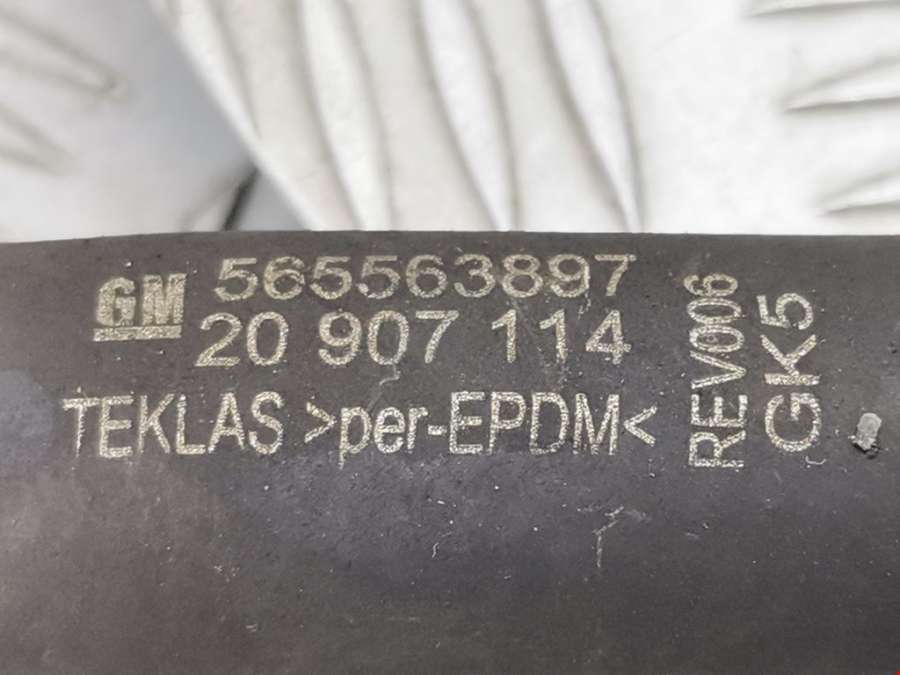 GM 565563897
20 907 114
TEKLAS >per-EPDM<
REV006
GK5